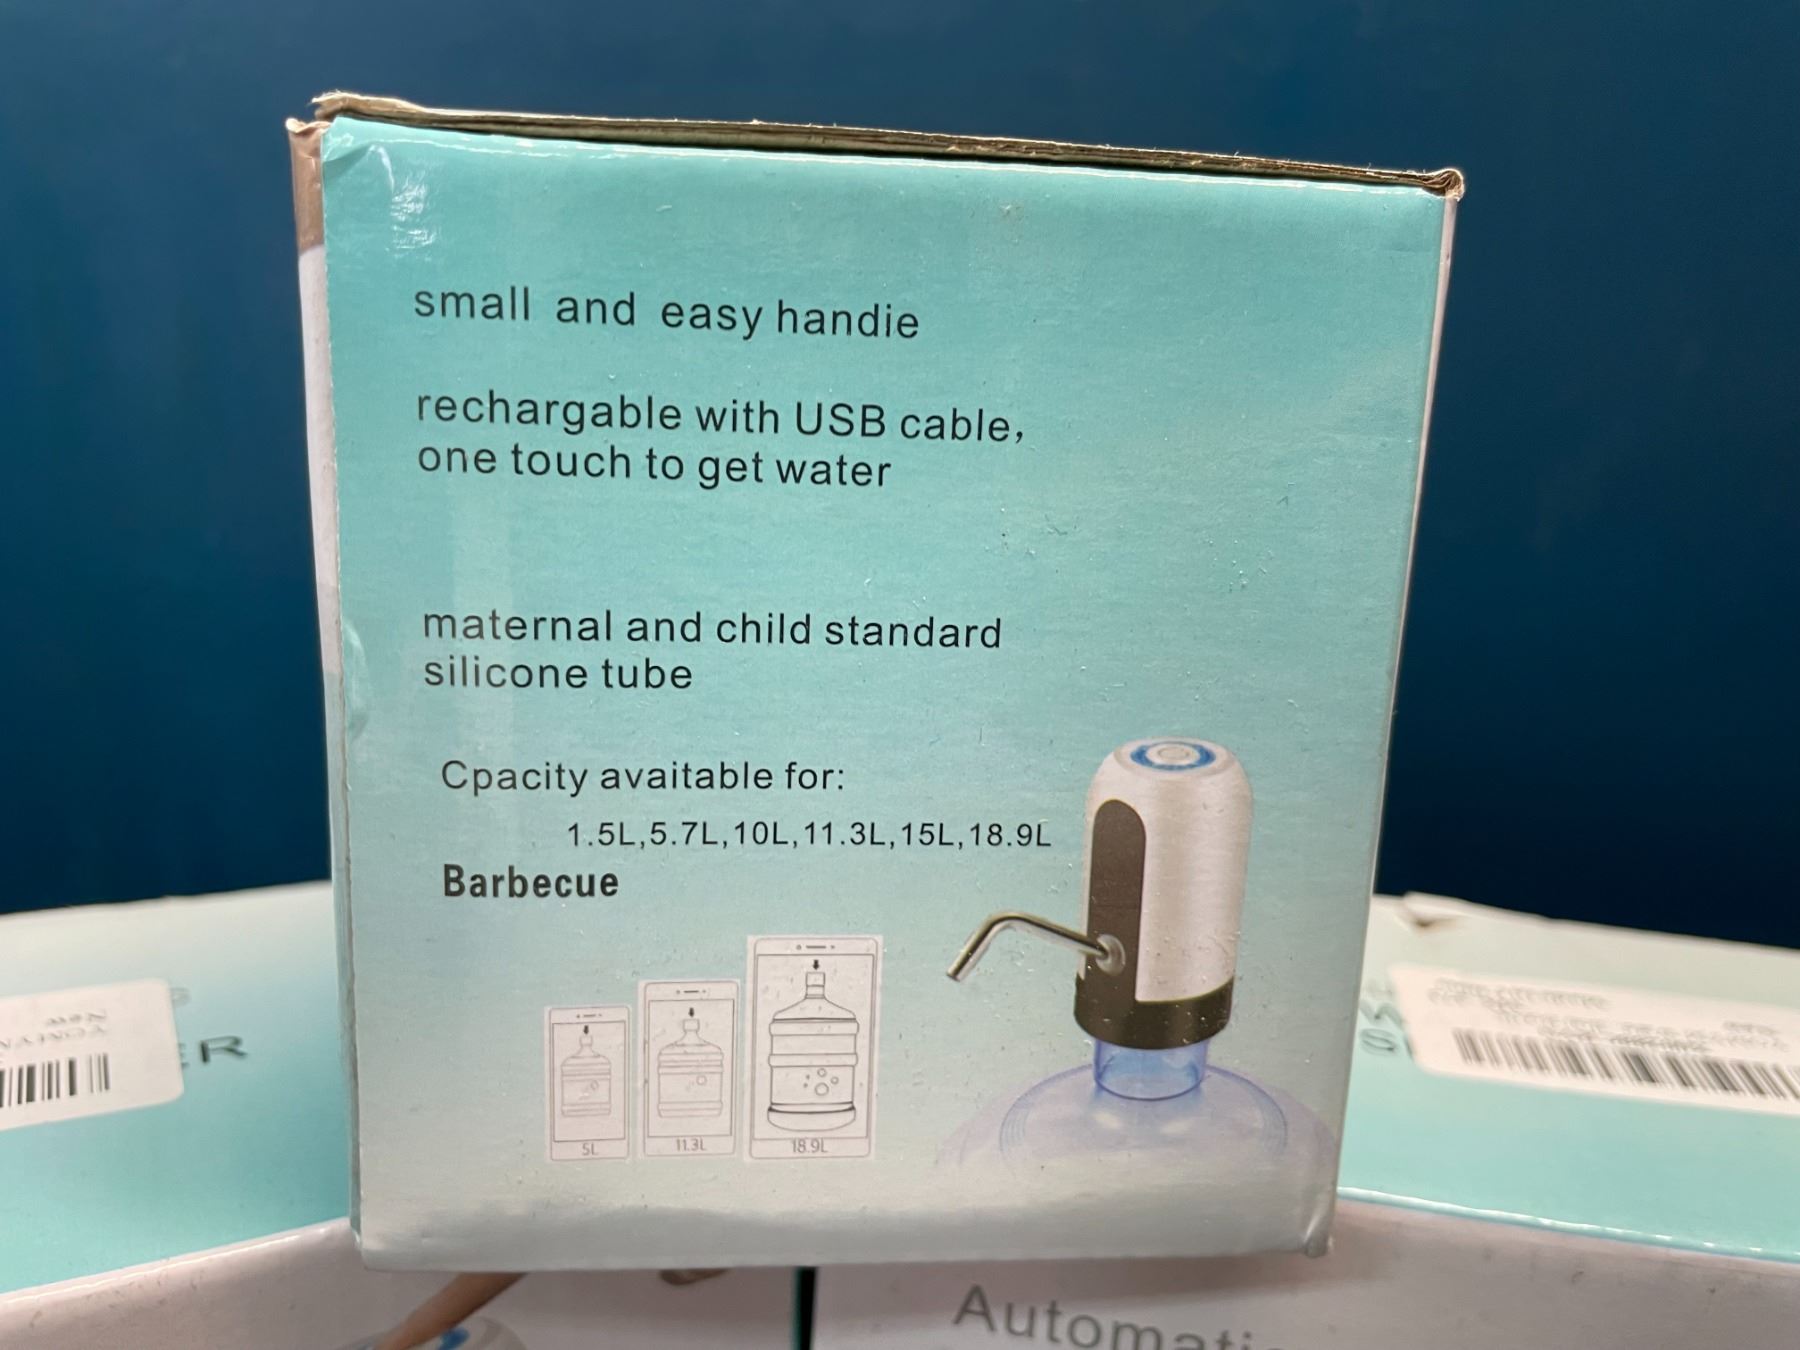 small and easy handie
rechargable with USB cable,
one touch to get water
maternal and child standard
silicone tube
Cpacity avaitable for:
1.5L,5.7L,10L,11.3L,15L,18.9L
Barbecue
5L
11.3L
18.9L
ER
New